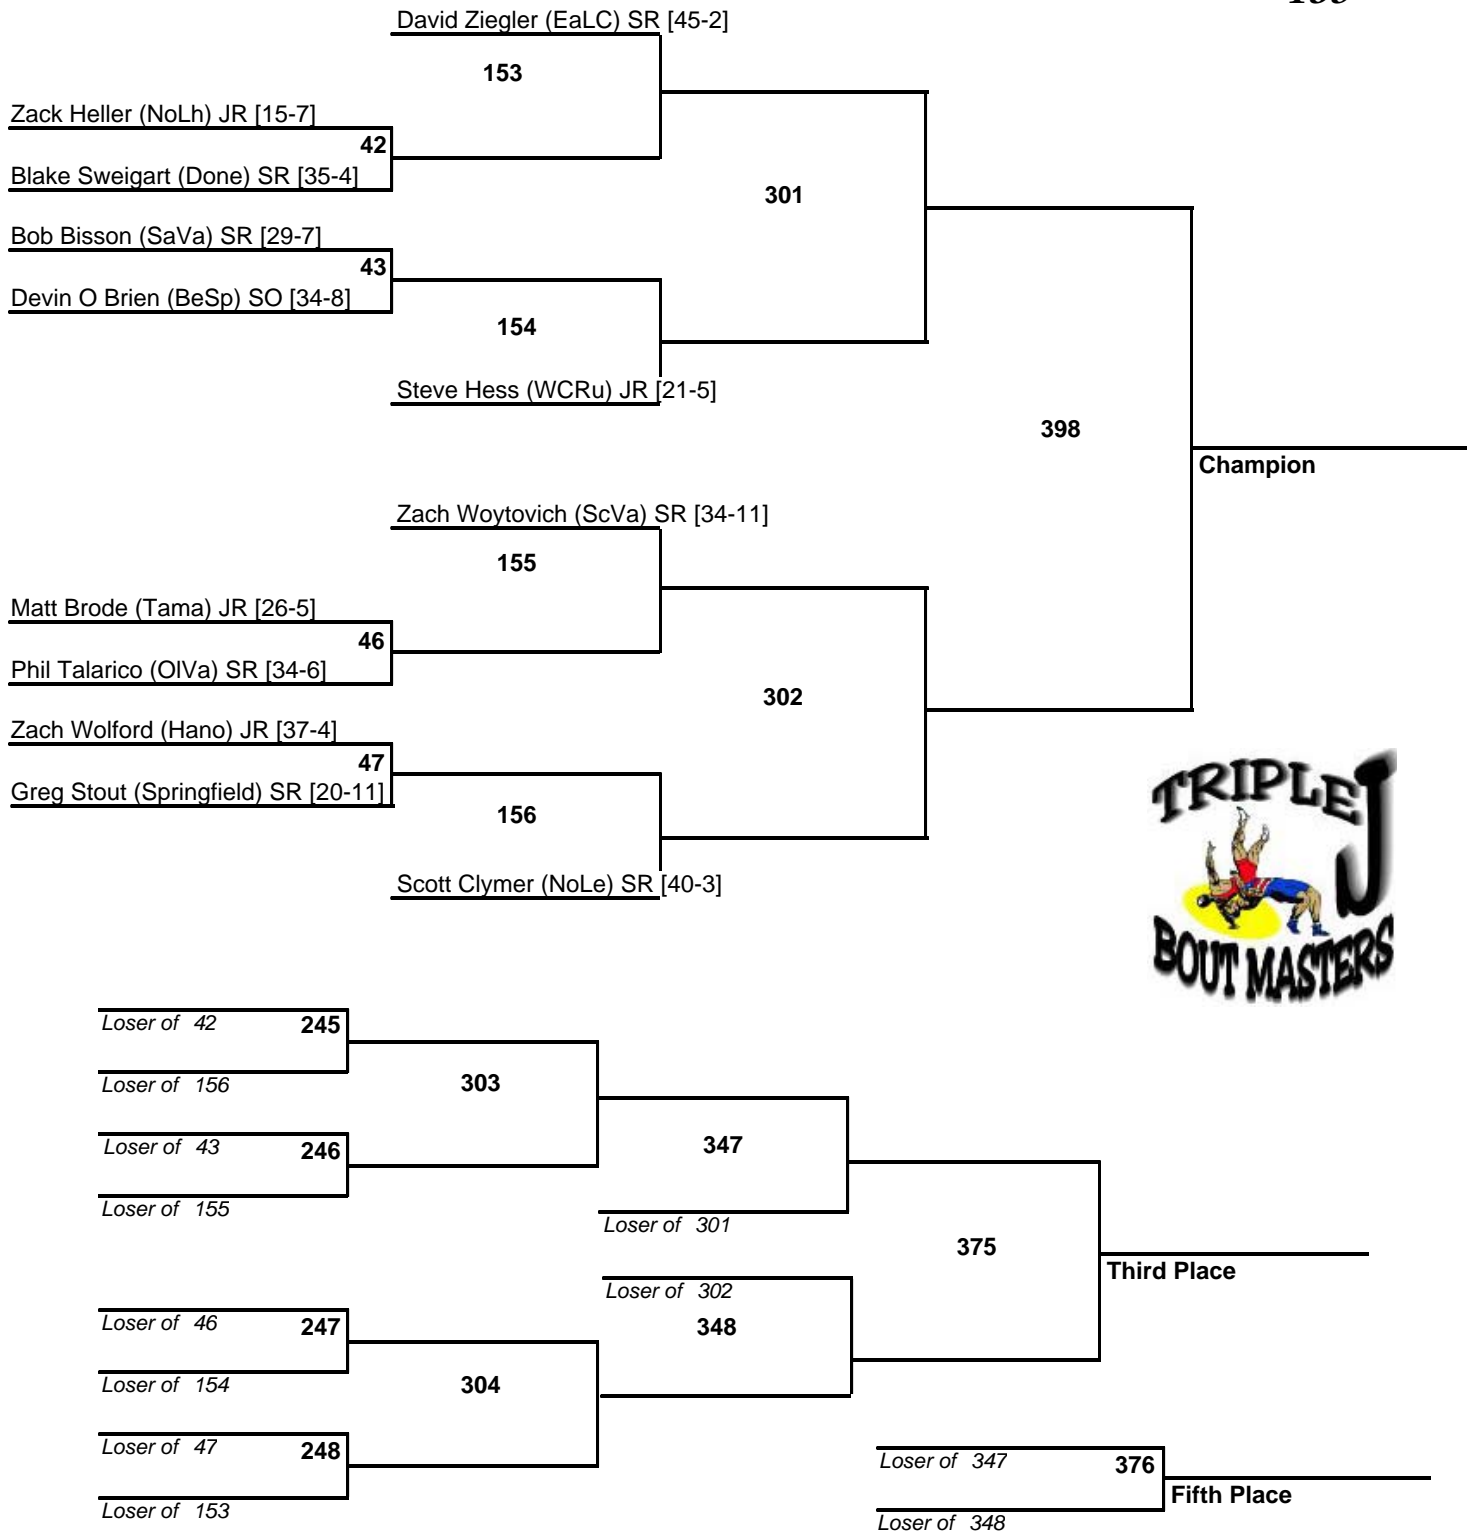 David Ziegler (EaLC) SR [45-2]
153
Zack Heller (NoLh) JR [15-7]
42
Blake Sweigart (Done) SR [35-4]
301
Bob Bisson (SaVa) SR [29-7]
43
Devin O Brien (BeSp) SO [34-8]
154
Steve Hess (WCRu) JR [21-5]
398
Champion
Zach Woytovich (ScVa) SR [34-11]
155
Matt Brode (Tama) JR [26-5]
46
Phil Talarico (OlVa) SR [34-6]
302
Zach Wolford (Hano) JR [37-4]
47
Greg Stout (Springfield) SR [20-11]
156
Scott Clymer (NoLe) SR [40-3]
TRIPLE J
BOUT MASTERS
Loser of 42
245
Loser of 156
303
Loser of 43
246
347
Loser of 155
Loser of 301
375
Third Place
Loser of 302
Loser of 46
247
348
Loser of 154
304
Loser of 47
248
Loser of 347
376
Fifth Place
Loser of 153
Loser of 348